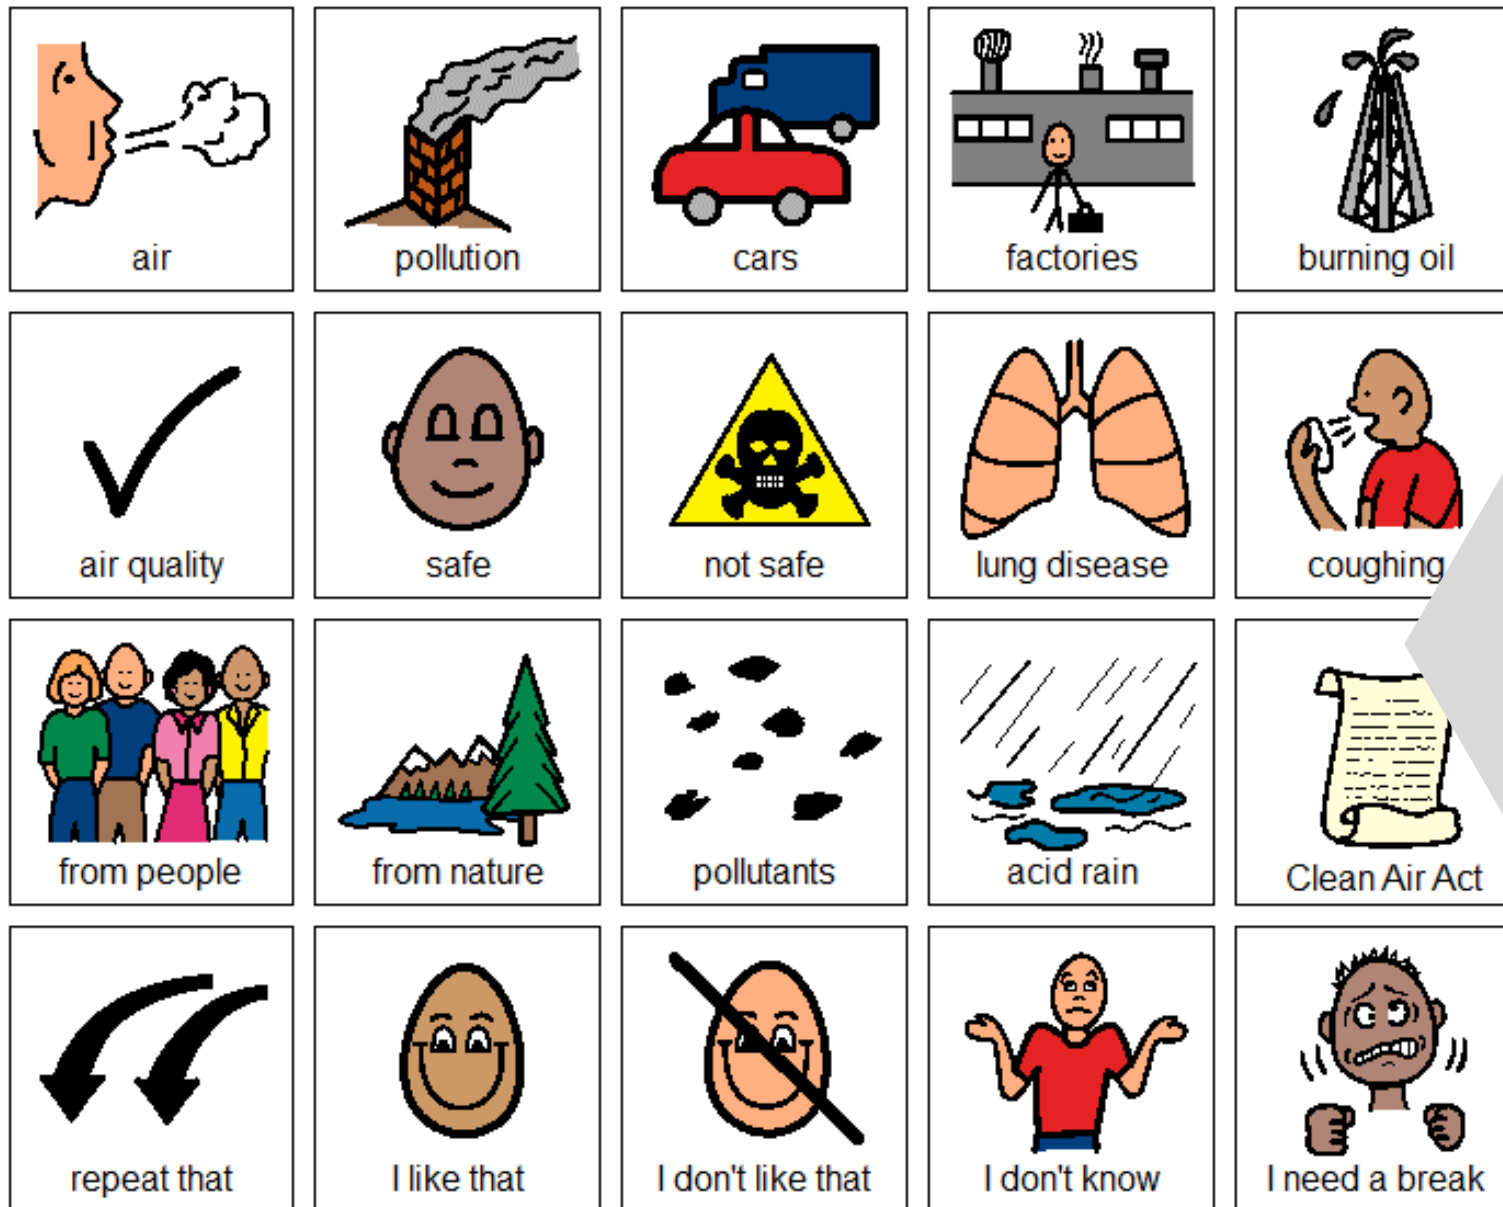 air
pollution
cars
factories
burning oil
air quality
safe
not safe
lung disease
coughing
from people
from nature
pollutants
acid rain
Clean Air Act
repeat that
I like that
I don't like that
I don't know
I need a break